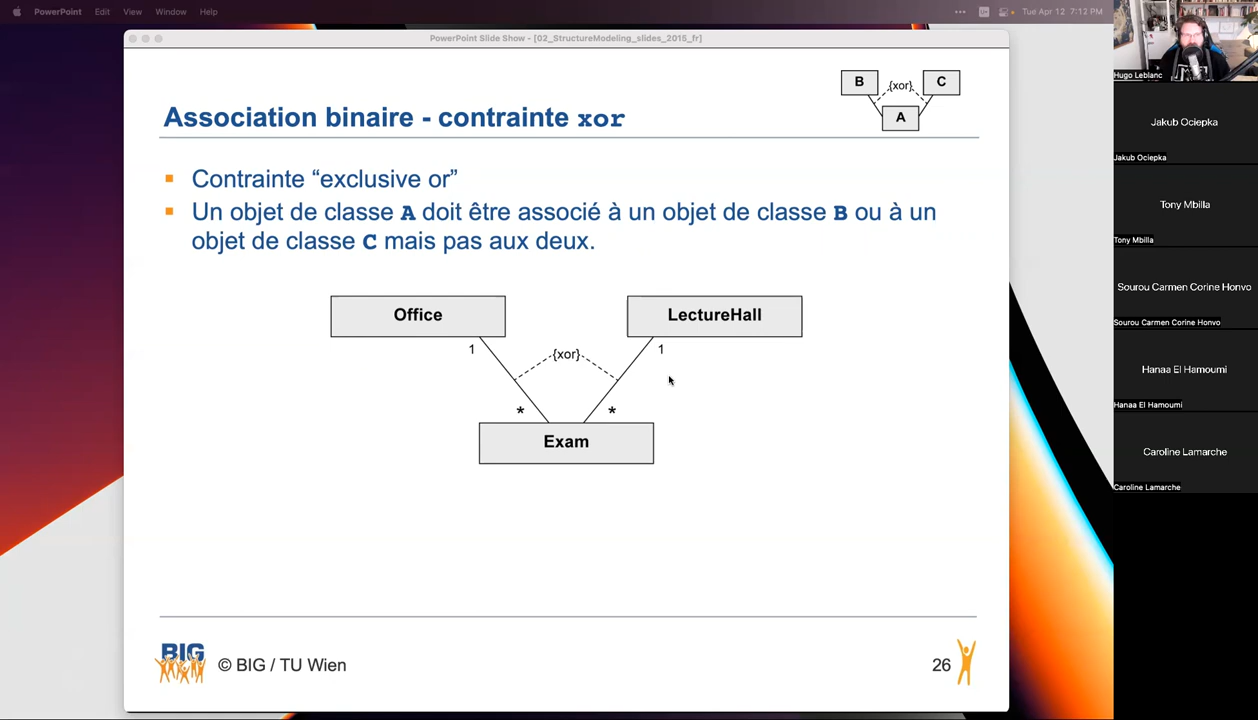 PowerPoint Edit View Window Help
Tue Apr 12 7:12 PM
PowerPoint Slide Show - [02_StructureModeling_slides_2015_fr]
B {xor} C
A
Association binaire - contrainte xor
Contrainte “exclusive or”
Un objet de classe A doit être associé à un objet de classe B ou à un
objet de classe C mais pas aux deux.
Office
LectureHall
1
{xor}
1
*
*
Exam
BIG
© BIG / TU Wien
26
Hugo Leblanc
Jakub Ociepka
Jakub Ociepka
Tony Mbilla
Tony Mbilla
Sourou Carmen Corine Honvo
Sourou Carmen Corine Honvo
Hanaa El Hamoumi
Hanaa El Hamoumi
Caroline Lamarche
Caroline Lamarche